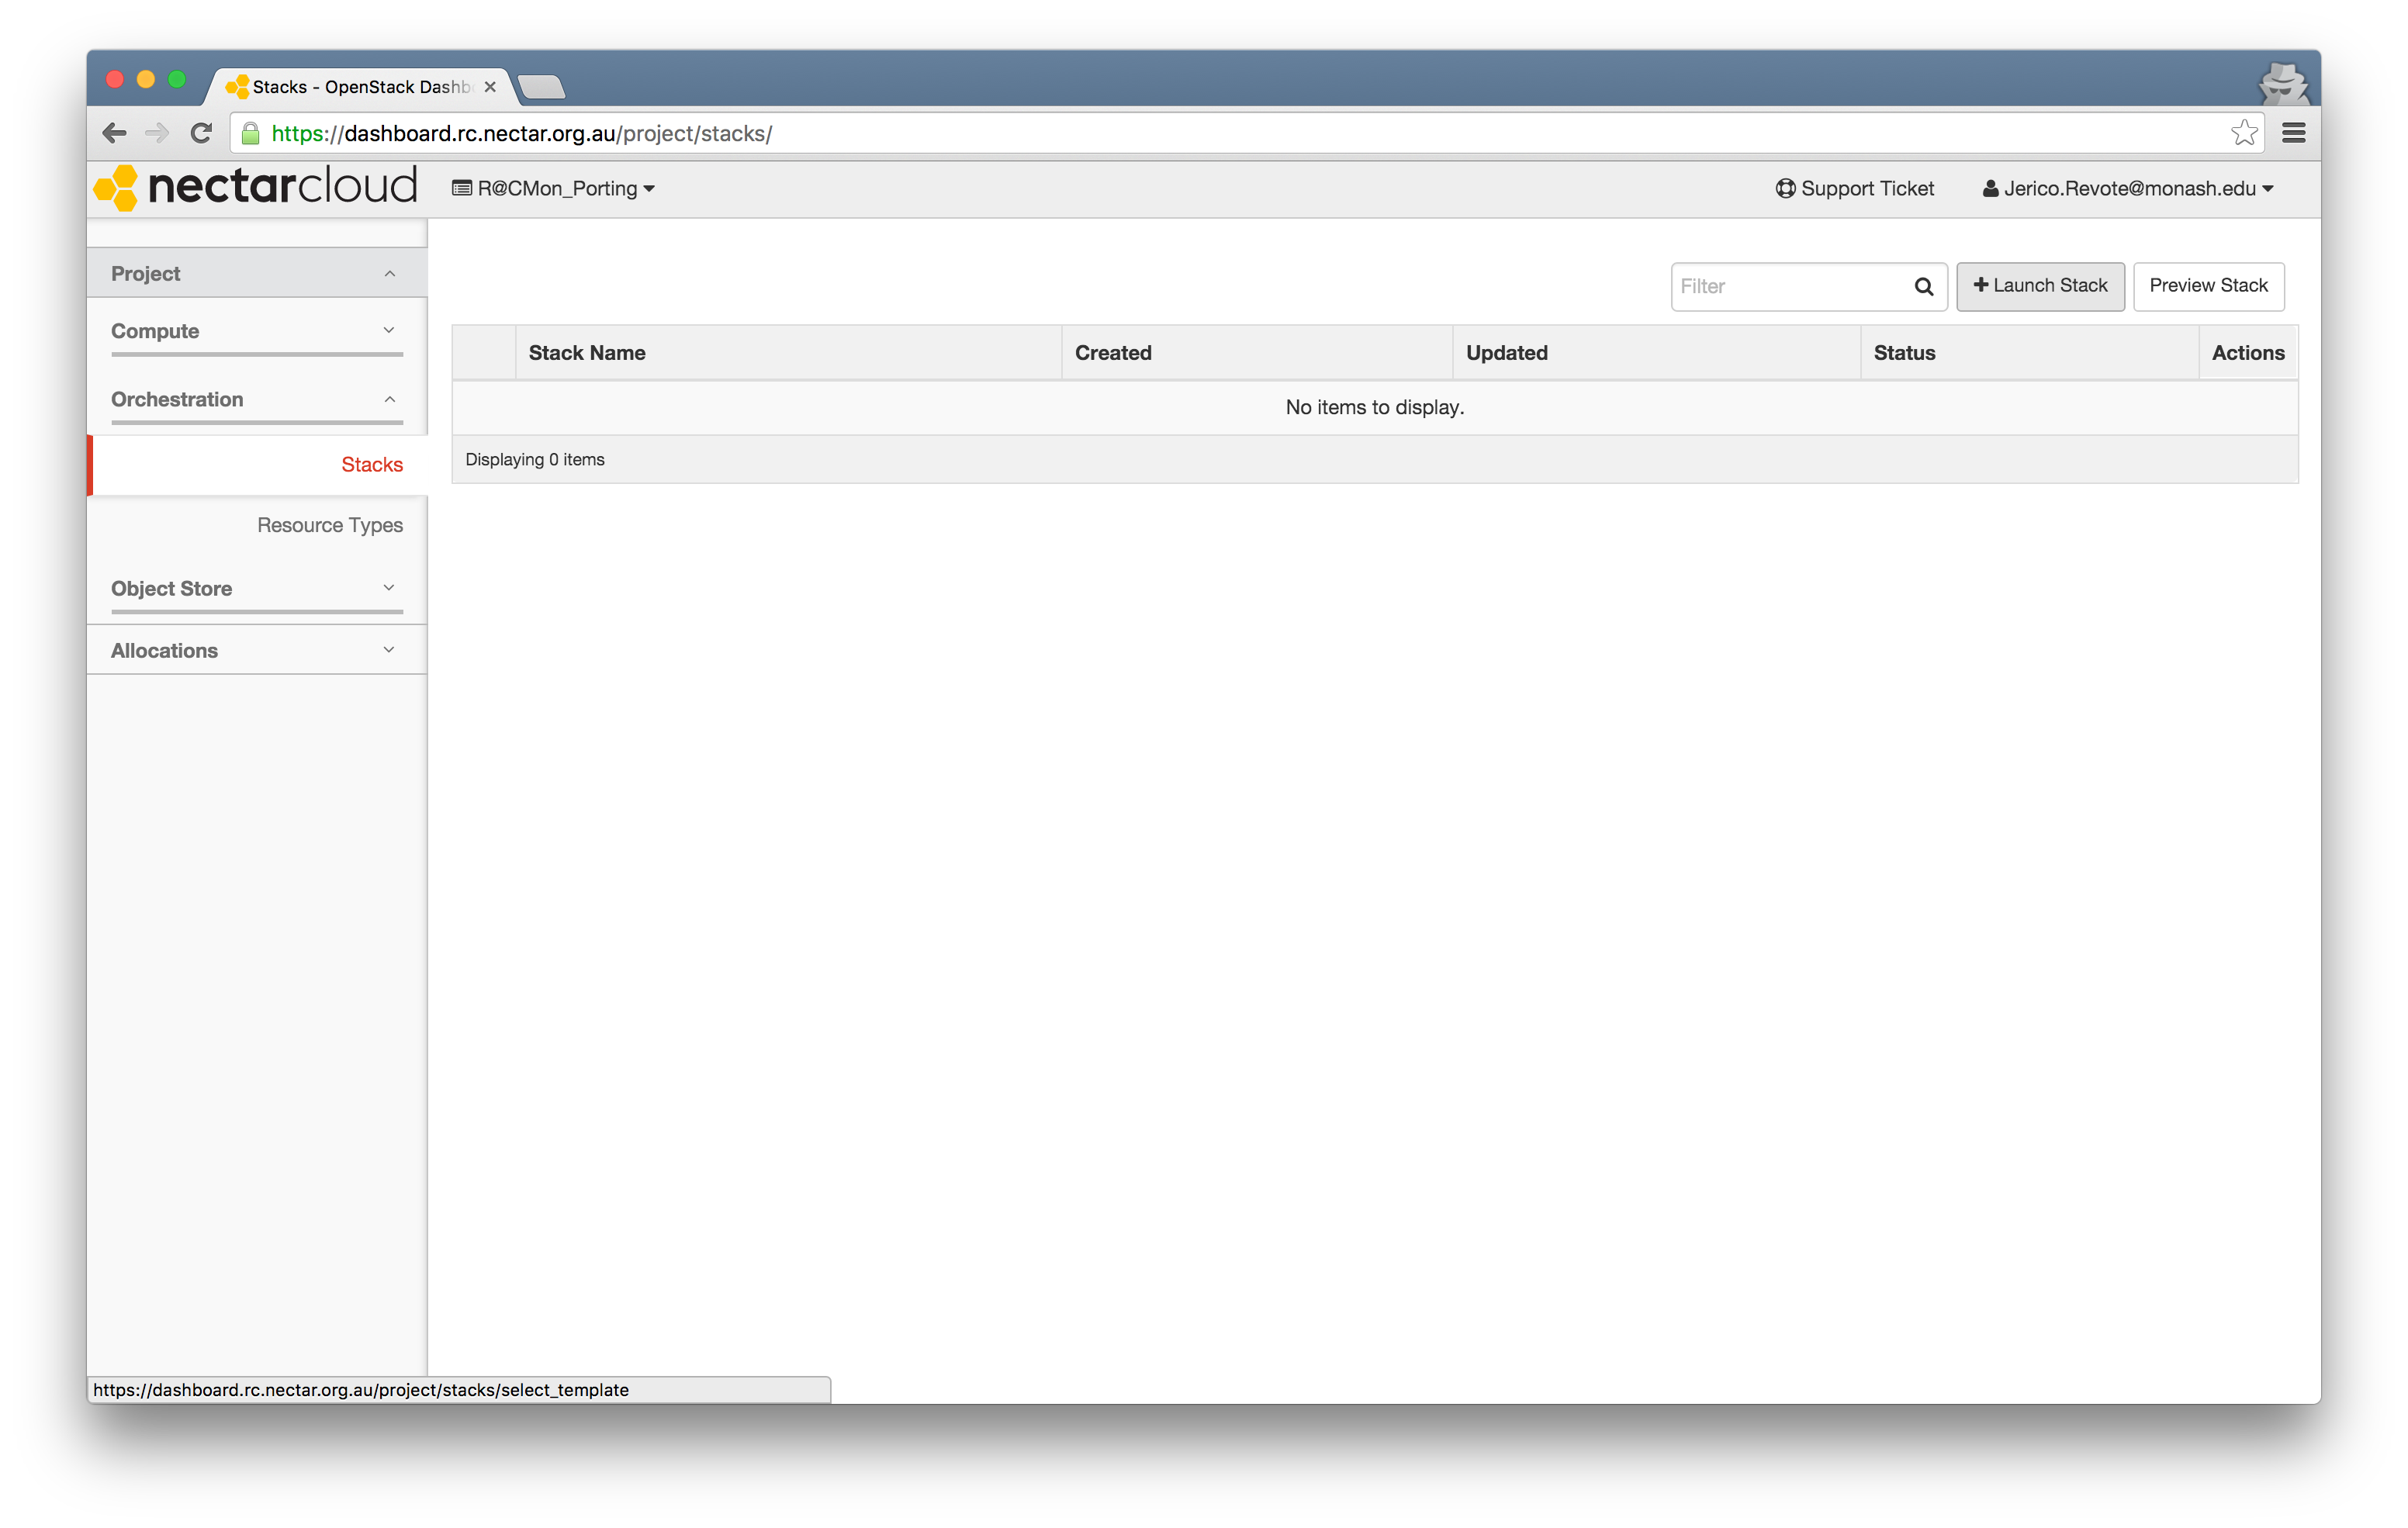 Stacks - OpenStack Dashb
https://dashboard.rc.nectar.org.au/project/stacks/
nectarcloud
R@CMon_Porting
Support Ticket
Jerico.Revote@monash.edu
Project
Compute
Orchestration
Stacks
Resource Types
Object Store
Allocations
Filter
Launch Stack
Preview Stack
Stack Name Created Updated Status Actions
No items to display.
Displaying 0 items
https://dashboard.rc.nectar.org.au/project/stacks/select_template